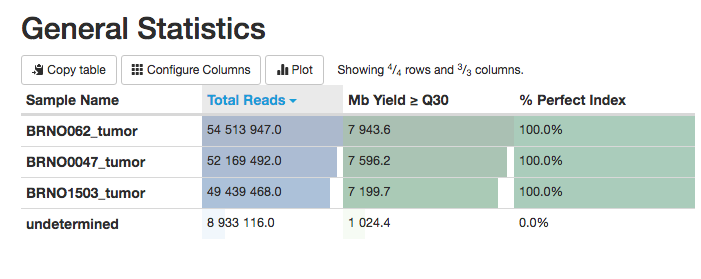 General Statistics
Copy table Configure Columns Plot Showing 4/4 rows and 3/3 columns.
Sample Name Total Reads Mb Yield ≥ Q30 % Perfect Index
BRNO062_tumor 54 513 947.0 7 943.6 100.0%
BRNO0047_tumor 52 169 492.0 7 596.2 100.0%
BRNO1503_tumor 49 439 468.0 7 199.7 100.0%
undetermined 8 933 116.0 1 024.4 0.0%